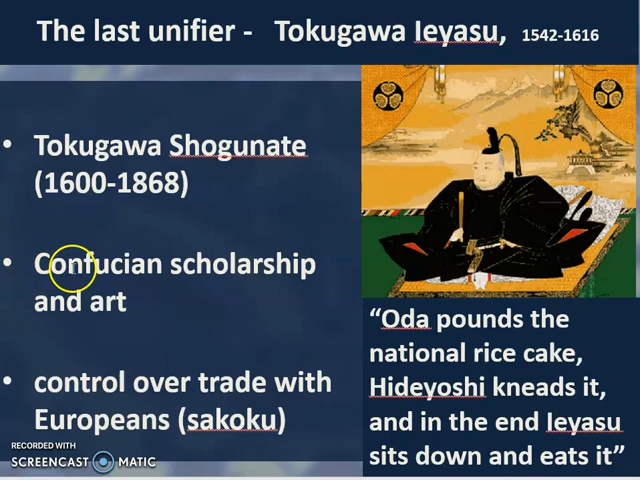 The last unifier - Tokugawa Ieyasu, 1542-1616
• Tokugawa Shogunate
(1600-1868)
• Confucian scholarship
and art
• control over trade with
Europeans (sakoku)
“Oda pounds the
national rice cake,
Hideyoshi kneads it,
and in the end Ieyasu
sits down and eats it”
RECORDED WITH
SCREENCAST MATIC